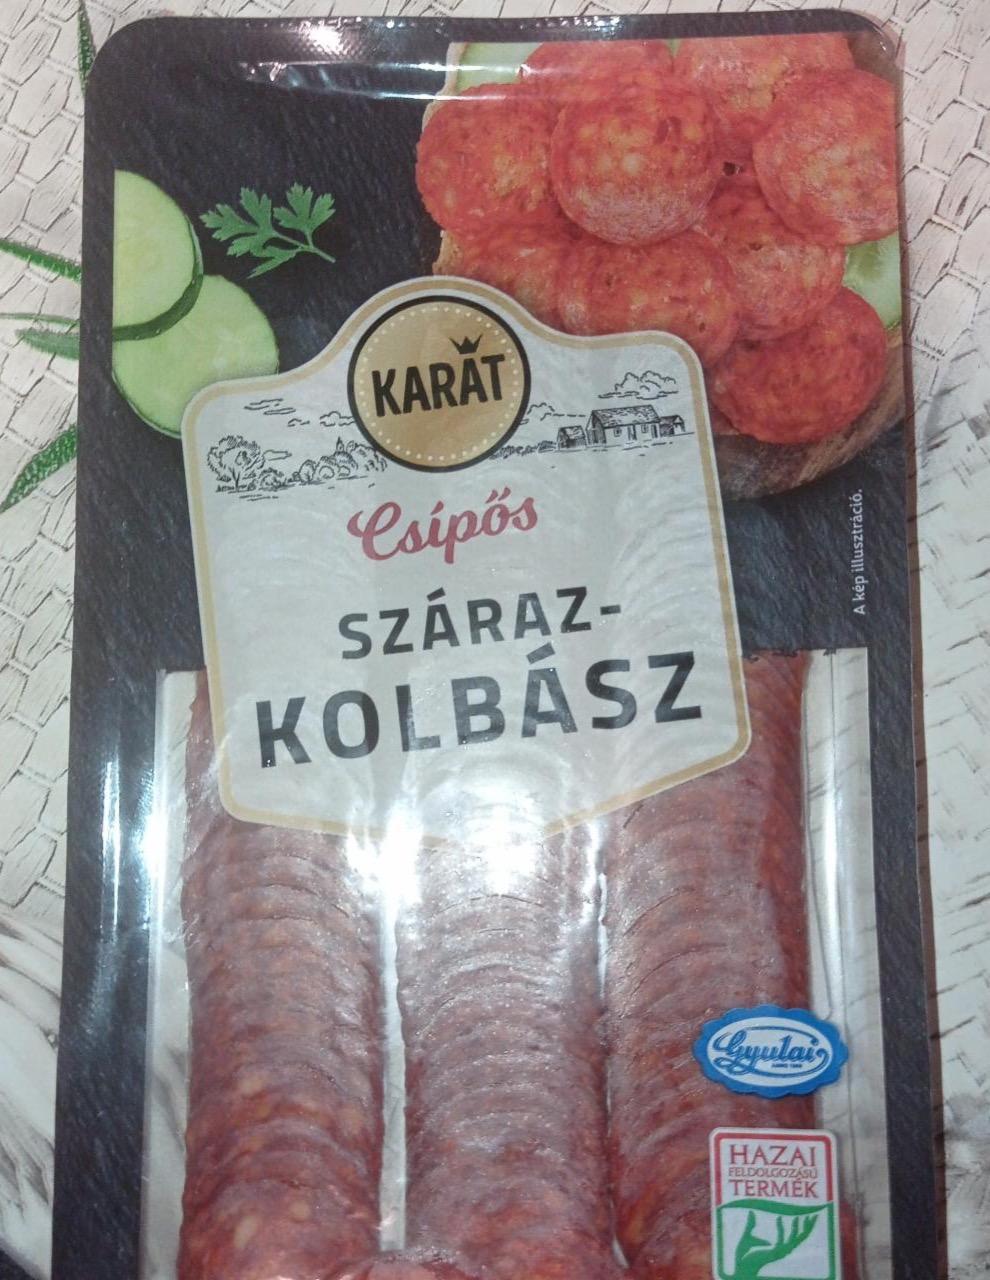 KARÁT
Csípős
SZÁRAZ-
KOLBÁSZ
A kép illusztráció.
Gyulai
HAZAI
FELDOLGOZÁSÚ
TERMÉK